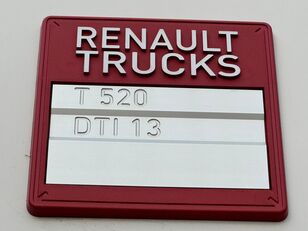 RENAULT
TRUCKS
T 520
DTI 13